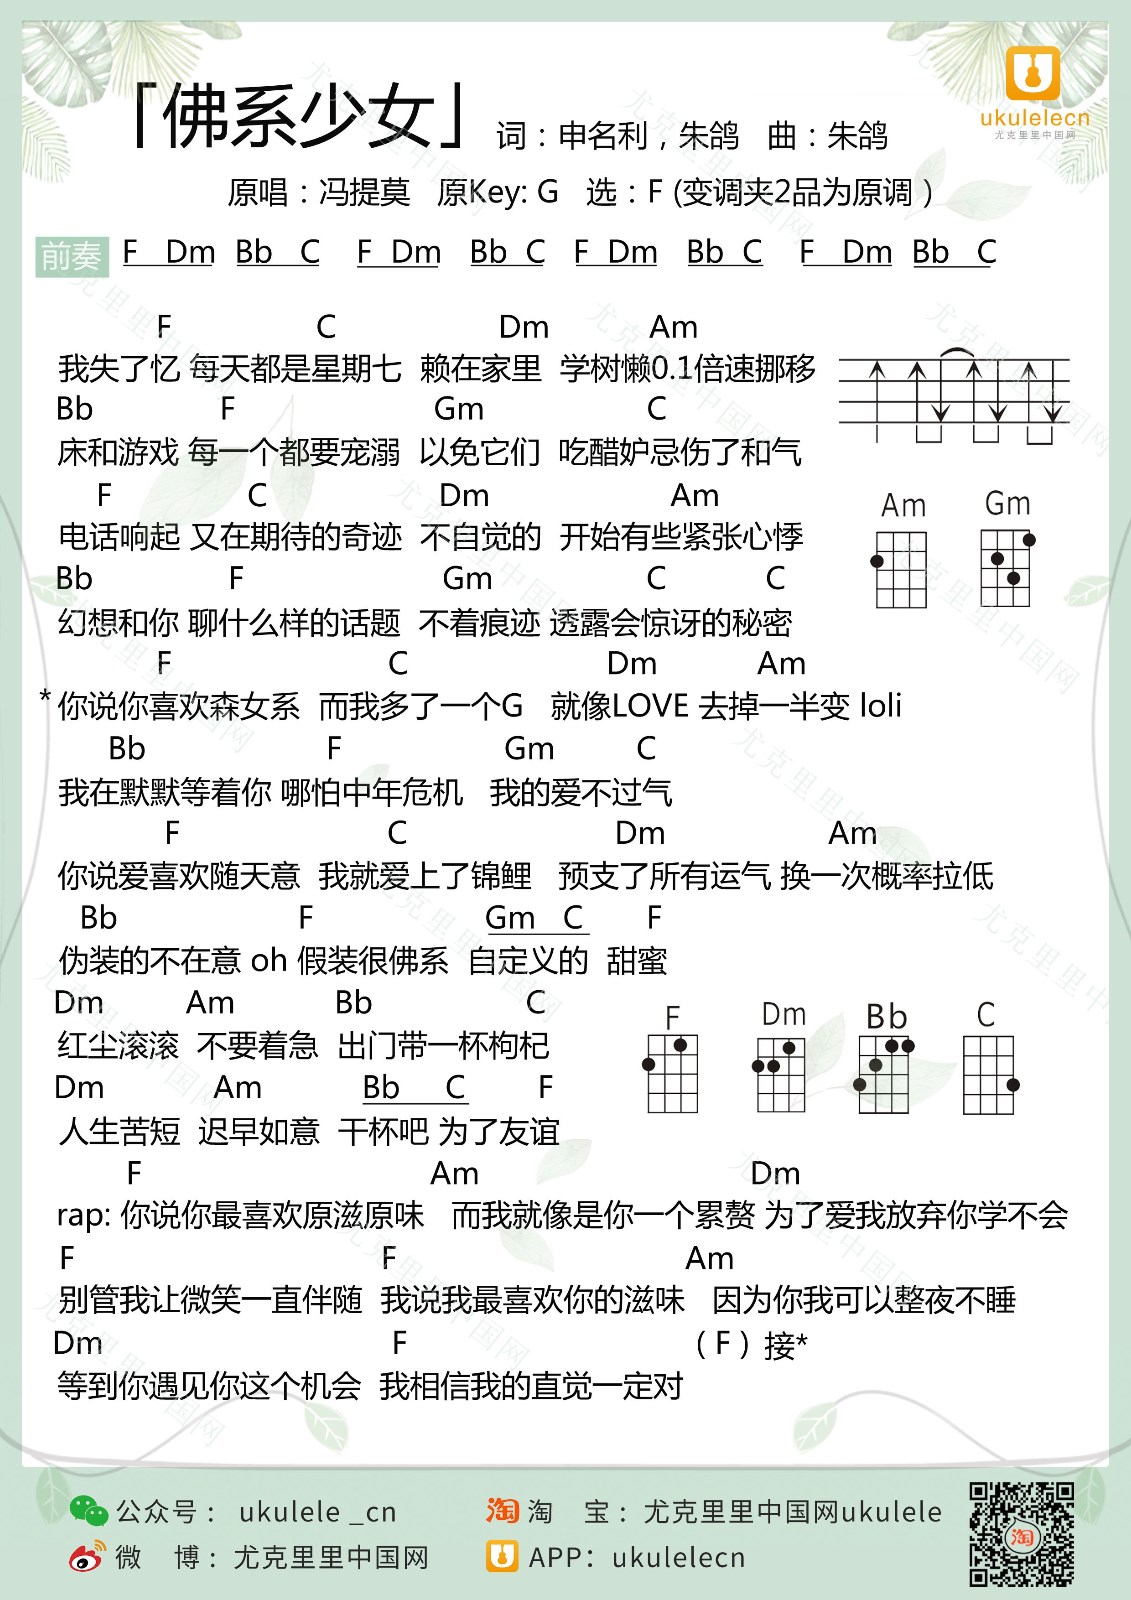 「佛系少女」 词：申名利，朱鸽 曲：朱鸽
ukulelecn
尤克里里中国网
原唱：冯提莫 原Key: G 选：F (变调夹2品为原调 )
前奏 F Dm Bb C F Dm Bb C F Dm Bb C F Dm Bb C
F C Dm Am
我失了忆 每天都是星期七 赖在家里 学树懒0.1倍速挪移
Bb F Gm C
床和游戏 每一个都要宠溺 以免它们 吃醋妒忌伤了和气
F C Dm Am
电话响起 又在期待的奇迹 不自觉的 开始有些紧张心悸
Am Gm
Bb F Gm C C
幻想和你 聊什么样的话题 不着痕迹 透露会惊讶的秘密
F C Dm Am
*你说你喜欢森女系 而我多了一个G 就像LOVE 去掉一半变 loli
Bb F Gm C
我在默默等着你 哪怕中年危机 我的爱不过气
F C Dm Am
你说爱喜欢随天意 我就爱上了锦鲤 预支了所有运气 换一次概率拉低
Bb F Gm C F
伪装的不在意 oh 假装很佛系 自定义的 甜蜜
Dm Am Bb C
红尘滚滚 不要着急 出门带一杯枸杞
F Dm Bb C
Dm Am Bb C F
人生苦短 迟早如意 干杯吧 为了友谊
F Am Dm
rap: 你说你最喜欢原滋原味 而我就像是你一个累赘 为了爱我放弃你学不会
F F Am
别管我让微笑一直伴随 我说我最喜欢你的滋味 因为你我可以整夜不睡
Dm F （F）接*
等到你遇见你这个机会 我相信我的直觉一定对
公众号： ukulele _cn
淘 淘 宝：尤克里里中国网ukulele
微 博：尤克里里中国网
APP：ukulelecn
淘